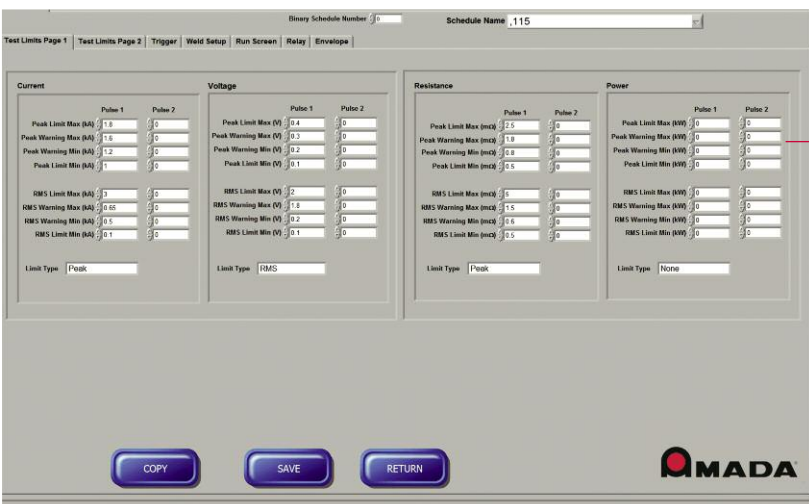 Binary Schedule Number 0 Schedule Name ,115
Test Limits Page 1 Test Limits Page 2 Trigger Weld Setup Run Screen Relay Envelope
Current
Pulse 1 Pulse 2
Peak Limit Max (kA) 1.8 0
Peak Warning Max (kA) 1.6 0
Peak Warning Min (kA) 1.2 0
Peak Limit Min (kA) 1 0
RMS Limit Max (kA) 3 0
RMS Warning Max (kA) 0.65 0
RMS Warning Min (kA) 0.5 0
RMS Limit Min (kA) 0.1 0
Limit Type Peak
Voltage
Pulse 1 Pulse 2
Peak Limit Max (V) 0.4 0
Peak Warning Max (V) 0.3 0
Peak Warning Min (V) 0.2 0
Peak Limit Min (V) 0.1 0
RMS Limit Max (V) 2 0
RMS Warning Max (V) 1.8 0
RMS Warning Min (V) 0.2 0
RMS Limit Min (V) 0.1 0
Limit Type RMS
Resistance
Pulse 1 Pulse 2
Peak Limit Max (mΩ) 2.5 0
Peak Warning Max (mΩ) 1.8 0
Peak Warning Min (mΩ) 0.8 0
Peak Limit Min (mΩ) 0.5 0
RMS Limit Max (mΩ) 5 0
RMS Warning Max (mΩ) 1.5 0
RMS Warning Min (mΩ) 0.6 0
RMS Limit Min (mΩ) 0.5 0
Limit Type Peak
Power
Pulse 1 Pulse 2
Peak Limit Max (kW) 0 0
Peak Warning Max (kW) 0 0
Peak Warning Min (kW) 0 0
Peak Limit Min (kW) 0 0
RMS Limit Max (kW) 0 0
RMS Warning Max (kW) 0 0
RMS Warning Min (kW) 0 0
RMS Limit Min (kW) 0 0
Limit Type None
COPY SAVE RETURN
AMADA